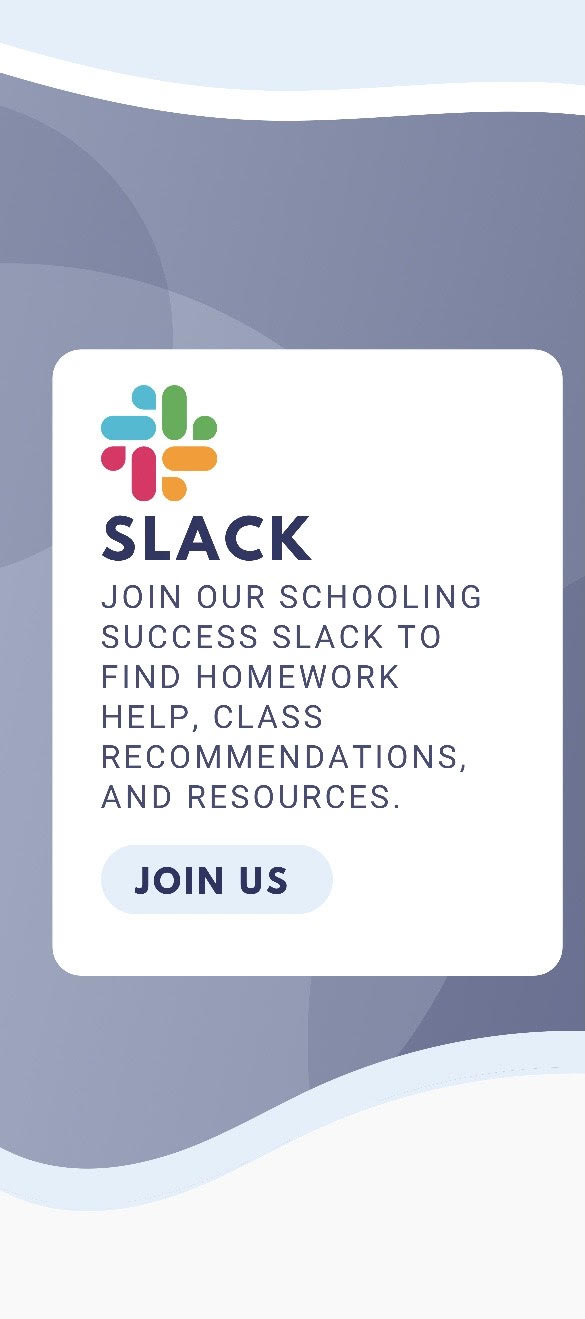 SLACK
JOIN OUR SCHOOLING
SUCCESS SLACK TO
FIND HOMEWORK
HELP, CLASS
RECOMMENDATIONS,
AND RESOURCES.
JOIN US